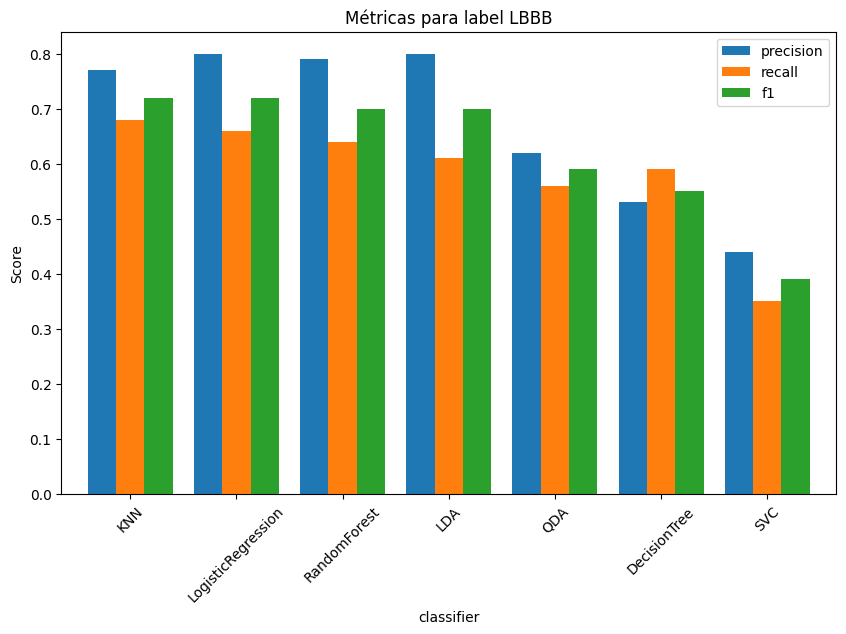 Métricas para label LBBB
precision
recall
f1
0.8
0.7
0.6
0.5
0.4
0.3
0.2
0.1
0.0
Score
KNN
LogisticRegression
RandomForest
LDA
QDA
DecisionTree
SVC
classifier